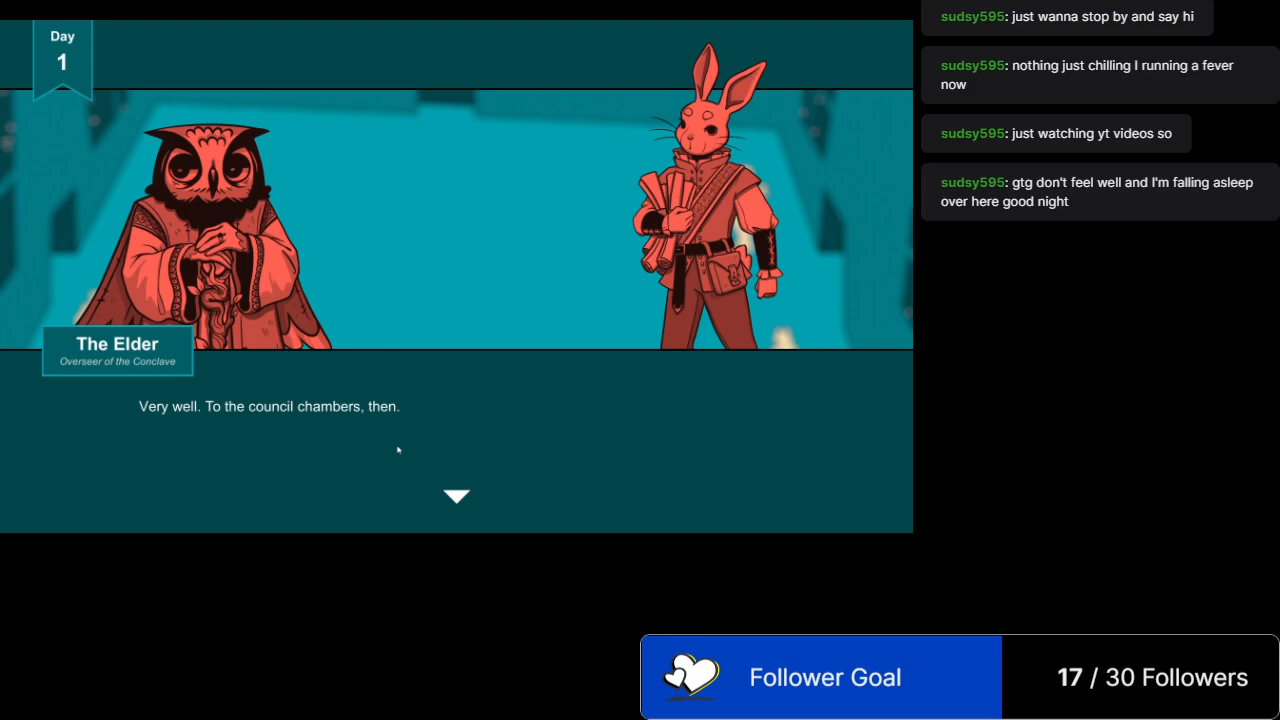 Day
1
The Elder
Overseer of the Conclave
Very well. To the council chambers, then.
sudsy595: just wanna stop by and say hi
sudsy595: nothing just chilling I running a fever
now
sudsy595: just watching yt videos so
sudsy595: gtg don't feel well and I'm falling asleep
over here good night
Follower Goal
17 / 30 Followers